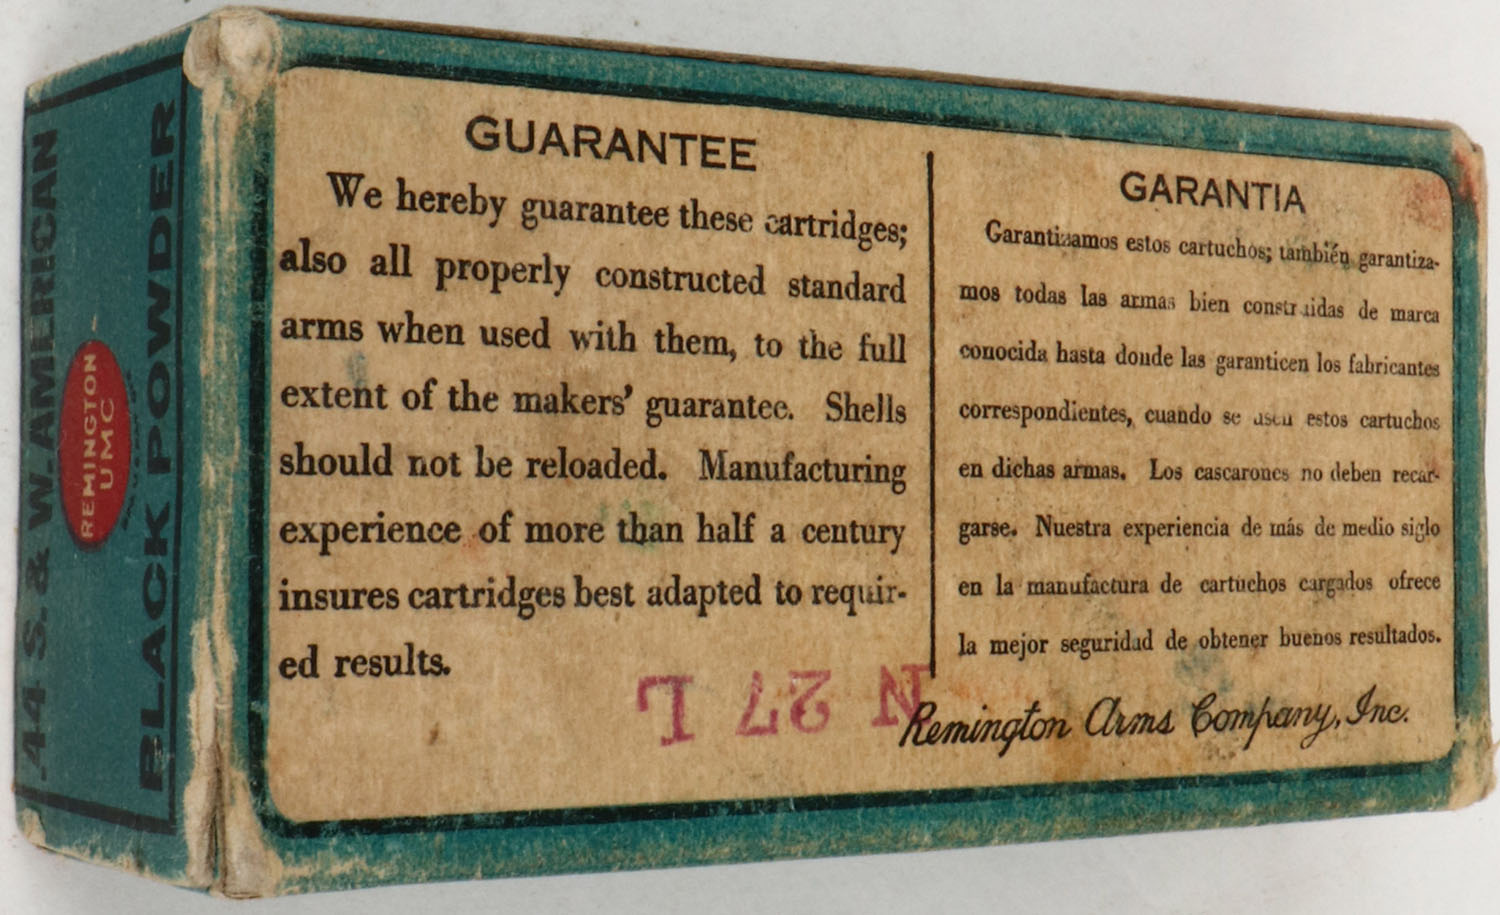 .44 S. & W. AMERICAN
REMINGTON
UMC
BLACK POWDER
GUARANTEE
We hereby guarantee these cartridges;
also all properly constructed standard
arms when used with them, to the full
extent of the makers' guarantee. Shells
should not be reloaded. Manufacturing
experience of more than half a century
insures cartridges best adapted to requir-
ed results.
N 27 L
GARANTIA
Garantizamos estos cartuchos; también garantiza-
mos todas las armas bien construidas de marca
conocida hasta donde las garanticen los fabricantes
correspondientes, cuando se usen estos cartuchos
en dichas armas. Los cascarones no deben recar-
garse. Nuestra experiencia de más de medio siglo
en la manufactura de cartuchos cargados ofrece
la mejor seguridad de obtener buenos resultados.
Remington Arms Company, Inc.